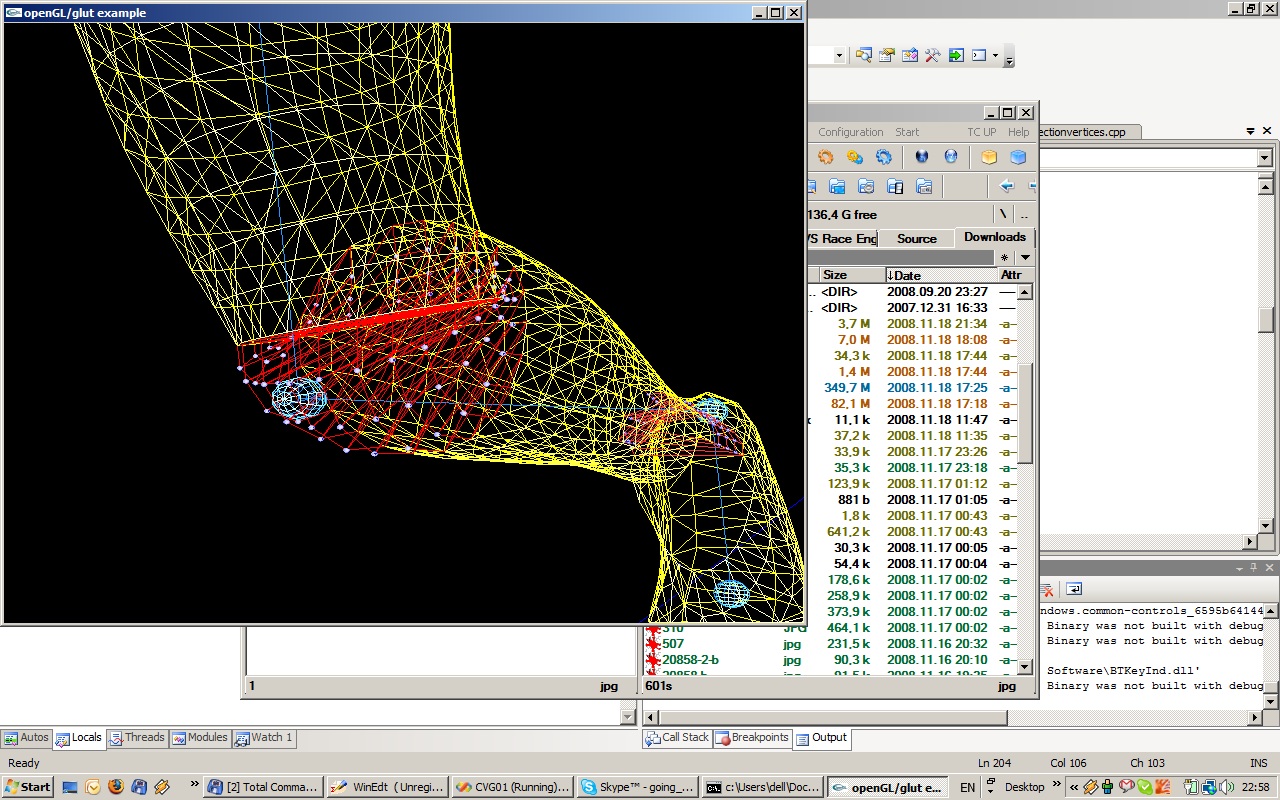 openGL/glut example
ectionvertices.cpp
Configuration Start TC UP Help
136,4 G free \ ..
VS Race Eng Source Downloads
* 
Size ↓Date Attr
<DIR> 2008.09.20 23:27 —
.. <DIR> 2007.12.31 16:33 —
3,7 M 2008.11.18 21:34 -a-
7,0 M 2008.11.18 18:08 -a-
34,3 k 2008.11.18 17:44 -a-
1,4 M 2008.11.18 17:44 -a-
349,7 M 2008.11.18 17:25 -a-
82,1 M 2008.11.18 17:18 -a-
11,1 k 2008.11.18 11:47 -a-
37,2 k 2008.11.18 11:35 -a-
33,9 k 2008.11.17 23:26 -a-
35,3 k 2008.11.17 23:18 -a-
123,9 k 2008.11.17 01:12 -a-
881 b 2008.11.17 01:05 -a-
1,8 k 2008.11.17 00:43 -a-
641,2 k 2008.11.17 00:43 -a-
30,3 k 2008.11.17 00:05 -a-
54,4 k 2008.11.17 00:04 -a-
178,6 k 2008.11.17 00:02 -a-
258,9 k 2008.11.17 00:02 -a-
373,9 k 2008.11.17 00:02 -a-
310 JPG 464,1 k 2008.11.17 00:02 -a-
507 jpg 231,5 k 2008.11.16 20:32 -a-
20858-2-b jpg 90,3 k 2008.11.16 20:10 -a-
20858-b jpg 91,5 k 2008.11.16 19:25 -a-
1 jpg 601s jpg
ndows.common-controls_6595b64144
Binary was not built with debug
Binary was not built with debug
Software\BTKeyInd.dll'
Binary was not built with debug
Autos Locals Threads Modules Watch 1 Call Stack Breakpoints Output
Ready Ln 204 Col 106 Ch 103 INS
Start » [2] Total Comma... WinEdt ( Unregi... CVG01 (Running)... Skype™ - going_... c:\Users\dell\Doc... openGL/glut e... EN Desktop » « 22:58